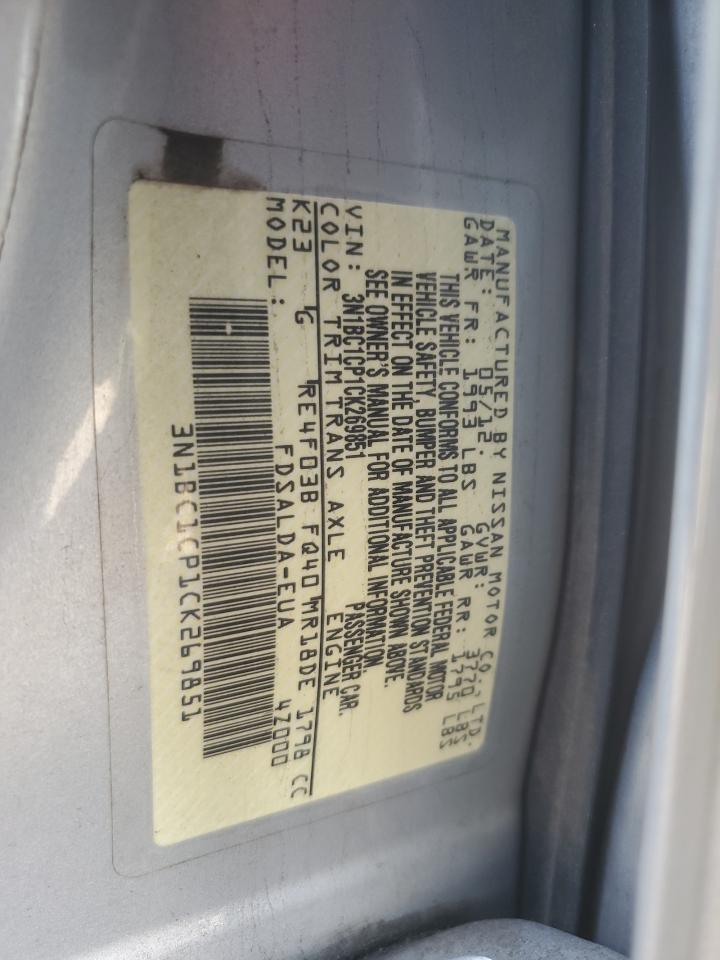 MANUFACTURED BY NISSAN MOTOR CO., LTD.
DATE: 05/12. GVWR: 3770 LBS
GAWR FR: 1993 LBS GAWR RR: 1795 LBS
THIS VEHICLE CONFORMS TO ALL APPLICABLE FEDERAL MOTOR
VEHICLE SAFETY, BUMPER AND THEFT PREVENTION STANDARDS
IN EFFECT ON THE DATE OF MANUFACTURE SHOWN ABOVE.
SEE OWNER'S MANUAL FOR ADDITIONAL INFORMATION.
VIN: 3N1BC1CP1CK269851 PASSENGER CAR.
COLOR TRIM TRANS AXLE ENGINE
K23 G RE4F03B FQ40 MR18DE 1798 CC
MODEL: FDSALDA-EUA 4Z000
3N1BC1CP1CK269851